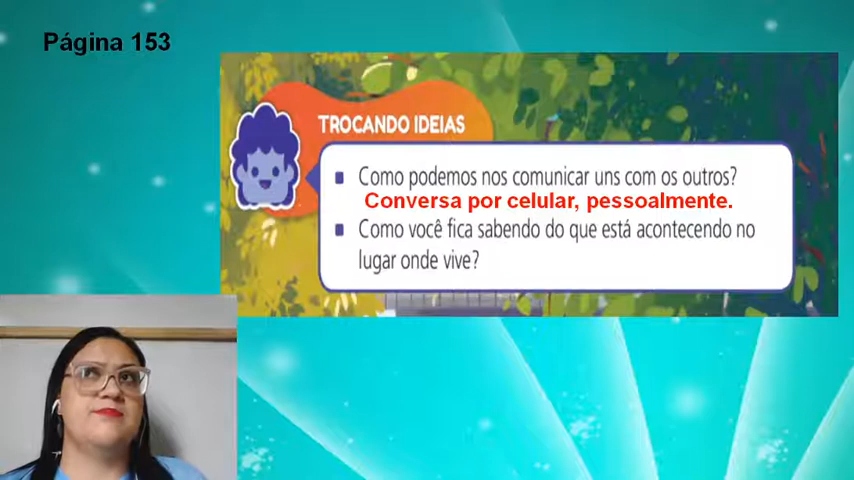 Página 153
TROCANDO IDEIAS
Como podemos nos comunicar uns com os outros?
Conversa por celular, pessoalmente.
Como você fica sabendo do que está acontecendo no
lugar onde vive?